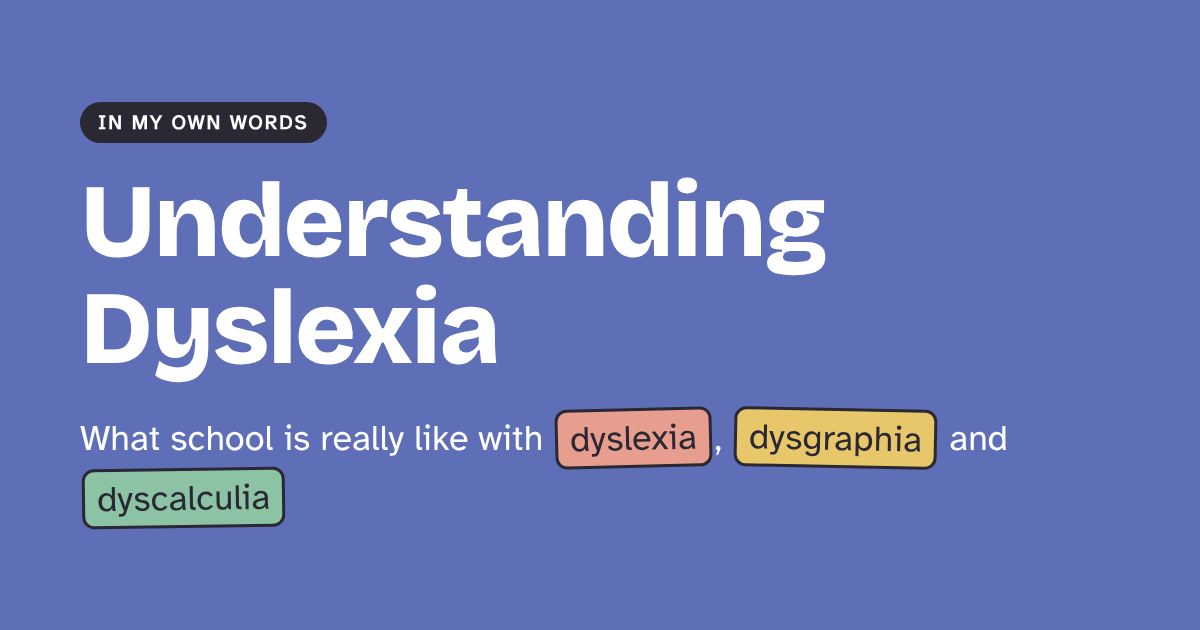 IN MY OWN WORDS
Understanding
Dyslexia
What school is really like with dyslexia, dysgraphia and
dyscalculia